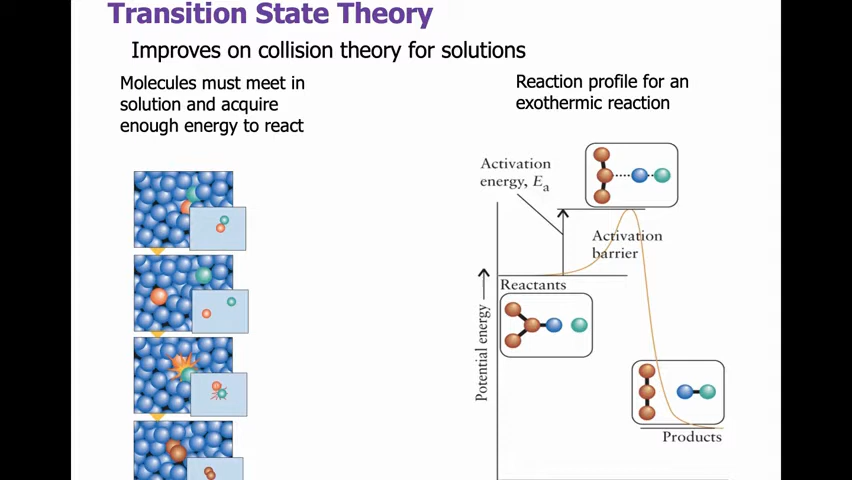 Transition State Theory
Improves on collision theory for solutions
Molecules must meet in
solution and acquire
enough energy to react
Reaction profile for an
exothermic reaction
Activation
energy, Ea
Activation
barrier
Reactants
Potential energy
Products